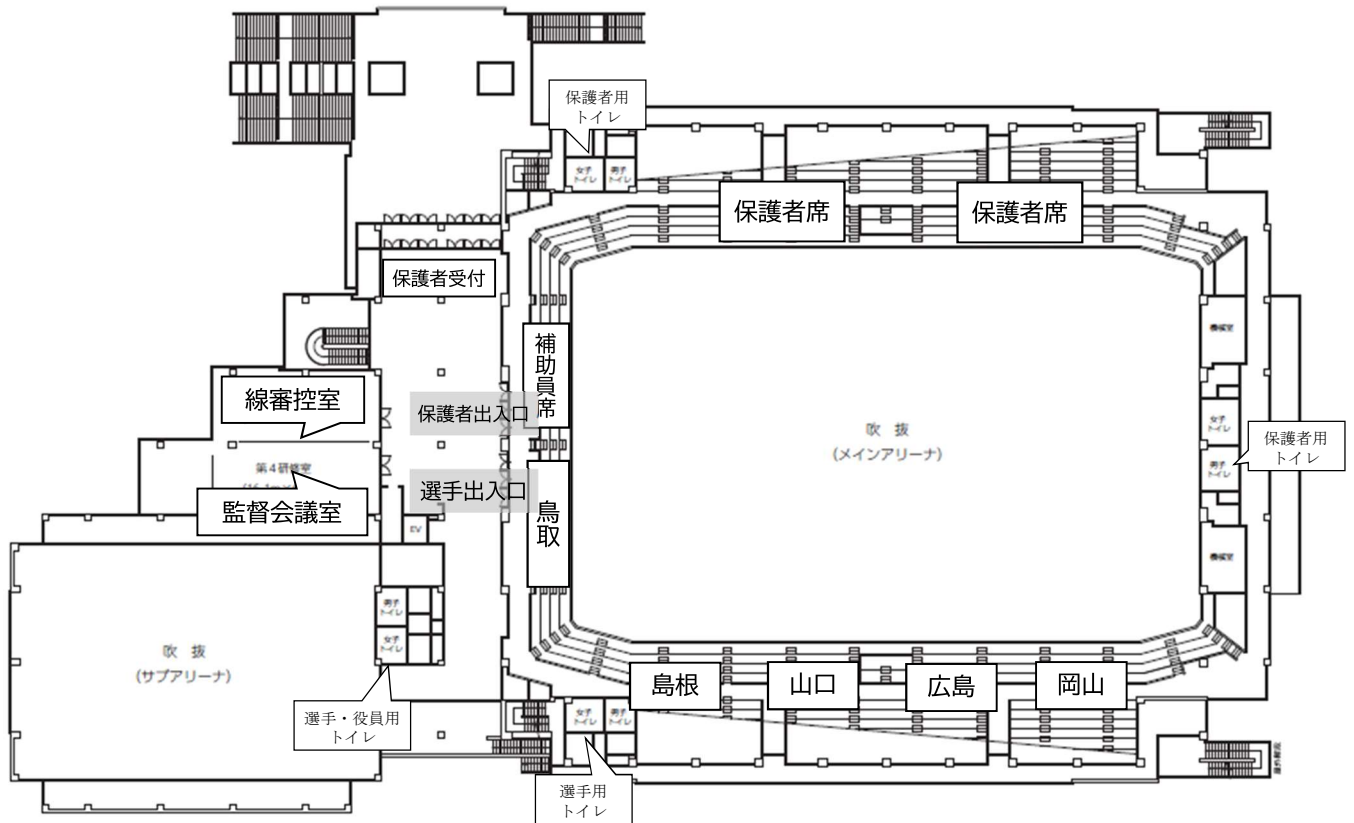 保護者用
トイレ
女子
トイレ
男子
トイレ
保護者席
保護者席
保護者受付
補助員席
機械室
線審控室
保護者出入口
吹 抜
(メインアリーナ)
女子
トイレ
男子
トイレ
保護者用
トイレ
第4研修室
選手出入口
監督会議室
鳥取
EV
機械室
男子
トイレ
女子
トイレ
吹 抜
(サブアリーナ)
島根
山口
広島
岡山
選手・役員用
トイレ
女子
トイレ
男子
トイレ
選手用
トイレ